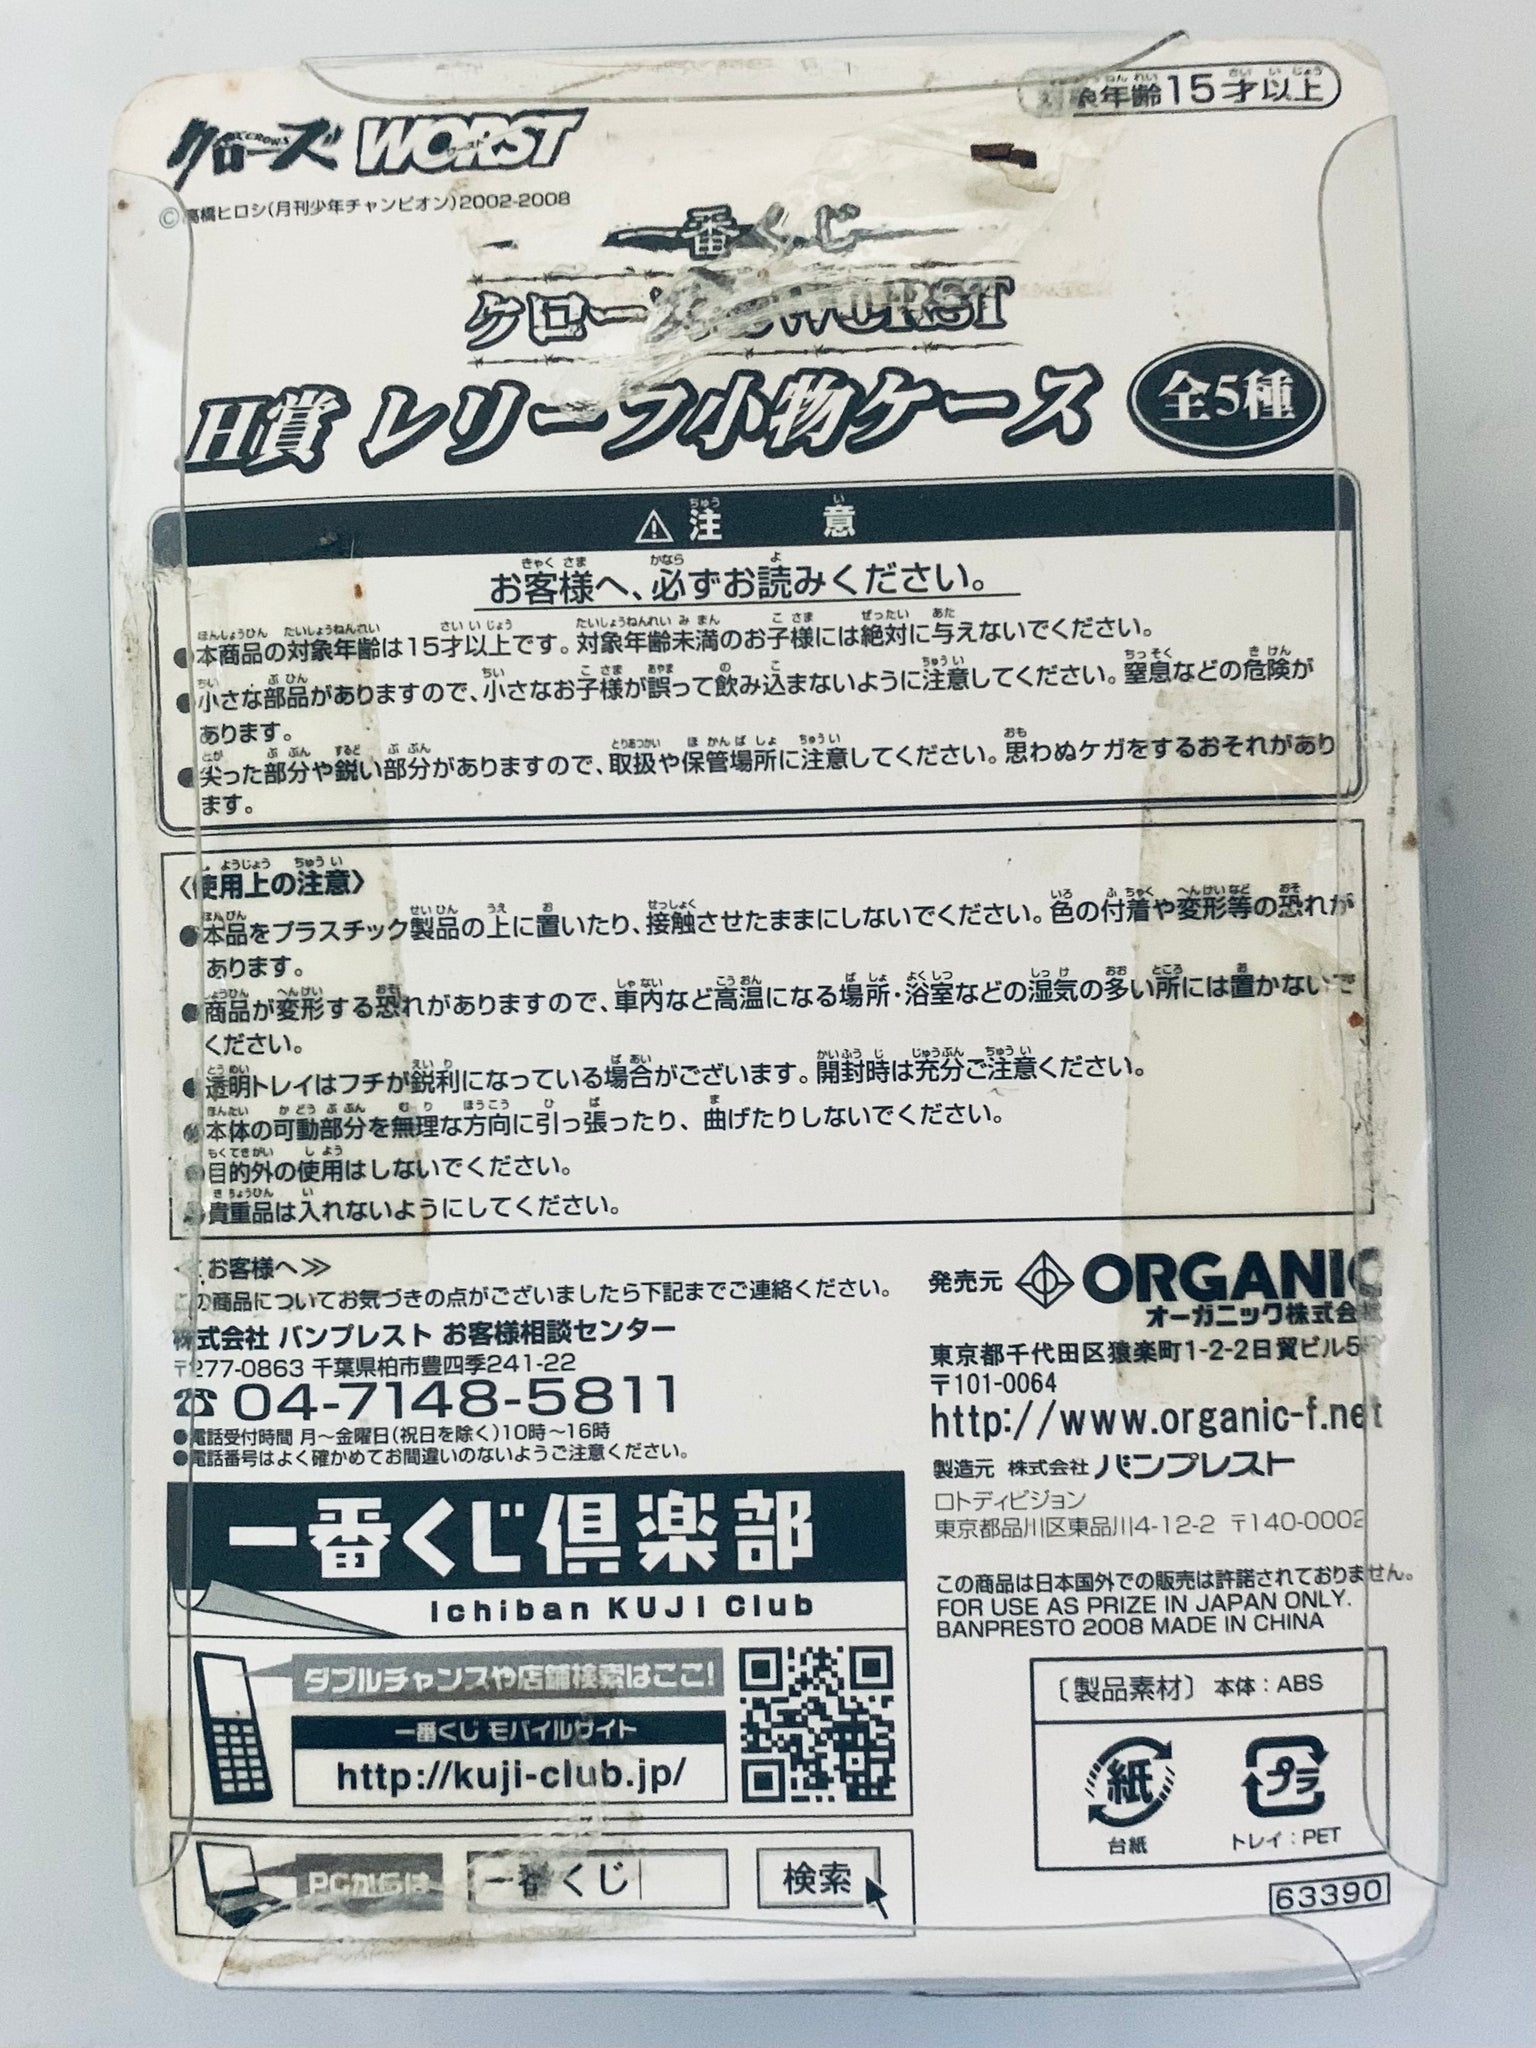 年齢15才以上
クローズ WORST
©高橋ヒロシ(月刊少年チャンピオン)2002-2008
一番くじ
クローズ WORST
H賞 レリーフ小物ケース 全5種
⚠注意
お客様へ、必ずお読みください。
●本商品の対象年齢は15才以上です。対象年齢未満のお子様には絶対に与えないでください。
●小さな部品がありますので、小さなお子様が誤って飲み込まないように注意してください。窒息などの危険が
あります。
●尖った部分や鋭い部分がありますので、取扱や保管場所に注意してください。思わぬケガをするおそれがあり
ます。
〈使用上の注意〉
●本品をプラスチック製品の上に置いたり、接触させたままにしないでください。色の付着や変形等の恐れが
あります。
●商品が変形する恐れがありますので、車内など高温になる場所・浴室などの湿気の多い所には置かないで
ください。
●透明トレイはフチが鋭利になっている場合がございます。開封時は充分ご注意ください。
●本体の可動部分を無理な方向に引っ張ったり、曲げたりしないでください。
●目的外の使用はしないでください。
●貴重品は入れないようにしてください。
≪お客様へ≫
この商品についてお気づきの点がございましたら下記までご連絡ください。
株式会社 バンプレスト お客様相談センター
〒277-0863 千葉県柏市豊四季241-22
☎04-7148-5811
●電話受付時間 月～金曜日(祝日を除く)10時～16時
●電話番号はよく確かめてお間違いのないようご注意ください。
発売元 ORGANIC
オーガニック株式会社
東京都千代田区猿楽町1-2-2日貿ビル5
〒101-0064
http://www.organic-f.net
製造元 株式会社 バンプレスト
ロトディビジョン
東京都品川区東品川4-12-2 〒140-0002
この商品は日本国外での販売は許諾されておりません。
FOR USE AS PRIZE IN JAPAN ONLY.
BANPRESTO 2008 MADE IN CHINA
一番くじ倶楽部
Ichiban KUJI Club
ダブルチャンスや店舗検索はここ!
一番くじ モバイルサイト
http://kuji-club.jp/
PCからは 一番くじ 検索
〔製品素材〕 本体:ABS
紙 プラ
台紙 トレイ:PET
63390